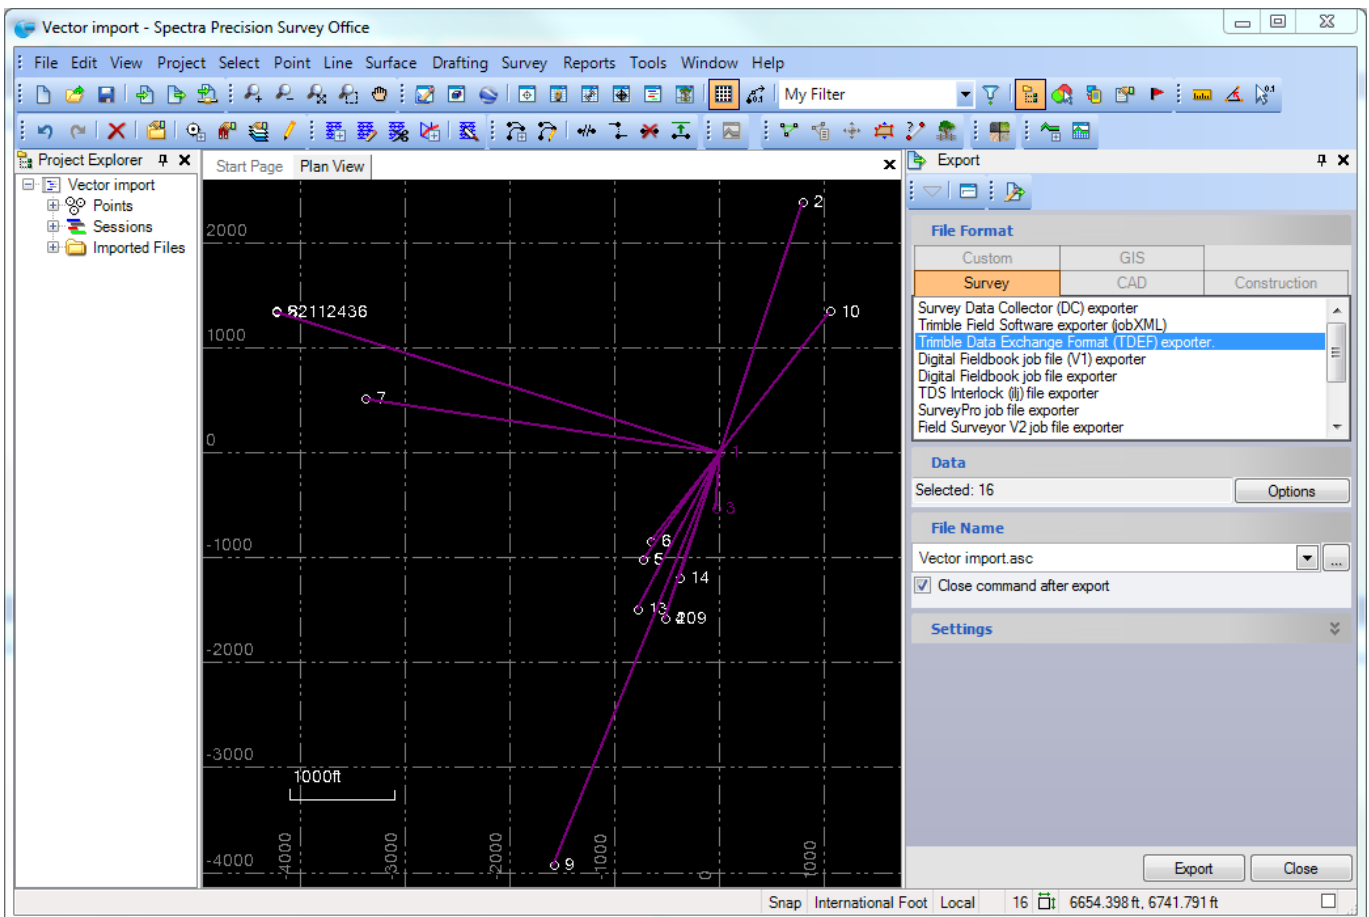 Vector import - Spectra Precision Survey Office
File Edit View Project Select Point Line Surface Drafting Survey Reports Tools Window Help
My Filter
Project Explorer
Vector import
Points
Sessions
Imported Files
Start Page Plan View
2000
1000
0
-1000
-2000
-3000
-4000
2
10
7
1
3
6
5
14
13
9
1000ft
-4000
-3000
-2000
-1000
0
1000
Export
File Format
Custom GIS
Survey CAD Construction
Survey Data Collector (DC) exporter
Trimble Field Software exporter (jobXML)
Trimble Data Exchange Format (TDEF) exporter.
Digital Fieldbook job file (V1) exporter
Digital Fieldbook job file exporter
TDS Interlock (ilj) file exporter
SurveyPro job file exporter
Field Surveyor V2 job file exporter
Data
Selected: 16
Options
File Name
Vector import.asc
...
Close command after export
Settings
Export Close
Snap International Foot Local 16 6654.398 ft, 6741.791 ft